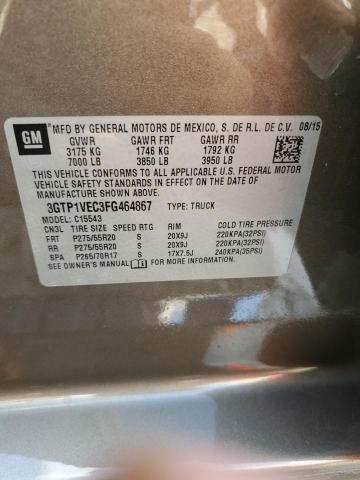 GM
MFD BY GENERAL MOTORS DE MEXICO, S. DE R.L. DE C.V. 08/15
GVWR GAWR FRT GAWR RR
3175 KG 1746 KG 1792 KG
7000 LB 3850 LB 3950 LB
THIS VEHICLE CONFORMS TO ALL APPLICABLE U.S. FEDERAL MOTOR
VEHICLE SAFETY, BUMPER, AND THEFT PREVENTION STANDARDS IN
EFFECT ON THE DATE OF MANUFACTURE SHOWN ABOVE.
3GTP1VEC3FG464867 TYPE: TRUCK
MODEL: C15543
CN3L TIRE SIZE SPEED RTG RIM COLD TIRE PRESSURE
FRT P275/55R20 S 20X9J 220KPA(32PSI)
RR P275/55R20 S 20X9J 220KPA(32PSI)
SPA P265/70R17 S 17X7.5J 240KPA(35PSI)
SEE OWNER'S MANUAL FOR MORE INFORMATION